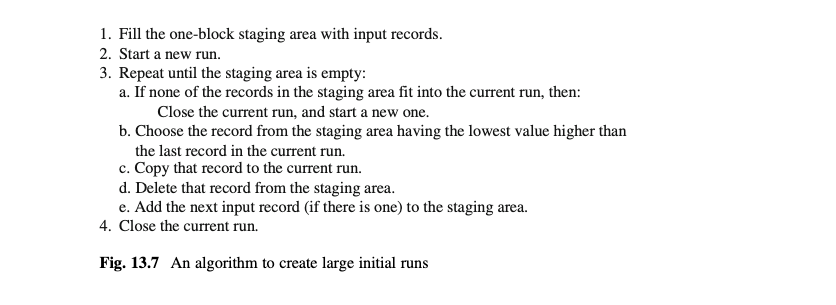 1. Fill the one-block staging area with input records.
2. Start a new run.
3. Repeat until the staging area is empty:
a. If none of the records in the staging area fit into the current run, then:
Close the current run, and start a new one.
b. Choose the record from the staging area having the lowest value higher than
the last record in the current run.
c. Copy that record to the current run.
d. Delete that record from the staging area.
e. Add the next input record (if there is one) to the staging area.
4. Close the current run.
Fig. 13.7 An algorithm to create large initial runs